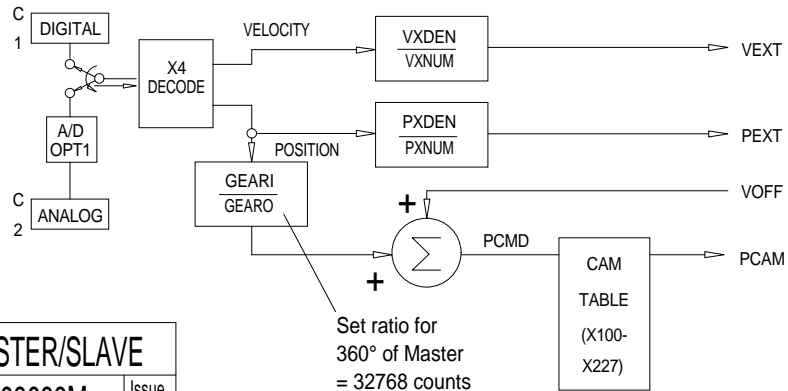 C
1
DIGITAL
A/D
OPT1
C
2
ANALOG
X4
DECODE
VELOCITY
VXDEN
VXNUM
VEXT
POSITION
PXDEN
PXNUM
PEXT
GEARI
GEARO
VOFF
+
+
Σ
PCMD
CAM
TABLE
(X100-
X227)
PCAM
Set ratio for
360° of Master
= 32768 counts
STER/SLAVE
Issue